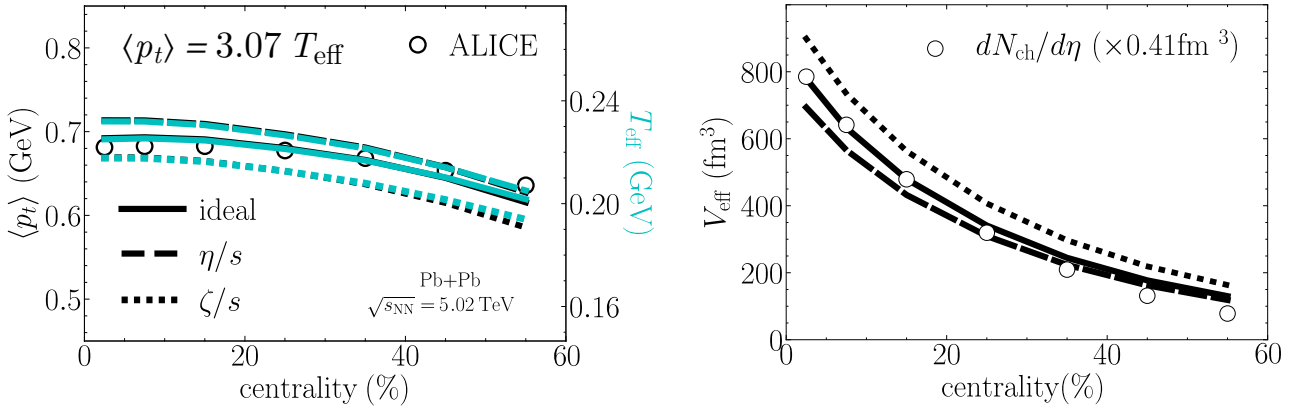 ⟨p_t⟩ = 3.07 T_eff
ALICE
0.8
0.7
0.6
0.5
⟨p_t⟩ (GeV)
0.24
0.20
0.16
T_eff (GeV)
ideal
η/s
ζ/s
Pb+Pb
√s_NN = 5.02 TeV
0 20 40 60
centrality (%)
dN_ch/dη (×0.41fm ³)
800
600
400
200
0
V_eff (fm³)
0 20 40 60
centrality(%)